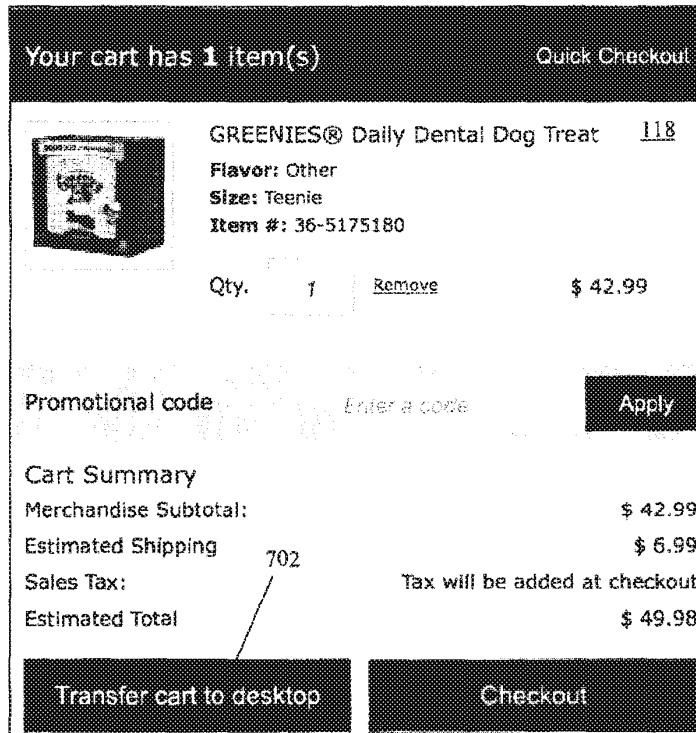 Your cart has 1 item(s) Quick Checkout
GREENIES® Daily Dental Dog Treat 118
Flavor: Other
Size: Teenie
Item #: 36-5175180
Qty. 1 Remove $ 42.99
Promotional code Enter a code Apply
Cart Summary
Merchandise Subtotal: $ 42.99
Estimated Shipping $ 6.99
702
Sales Tax: Tax will be added at checkout
Estimated Total $ 49.98
Transfer cart to desktop Checkout